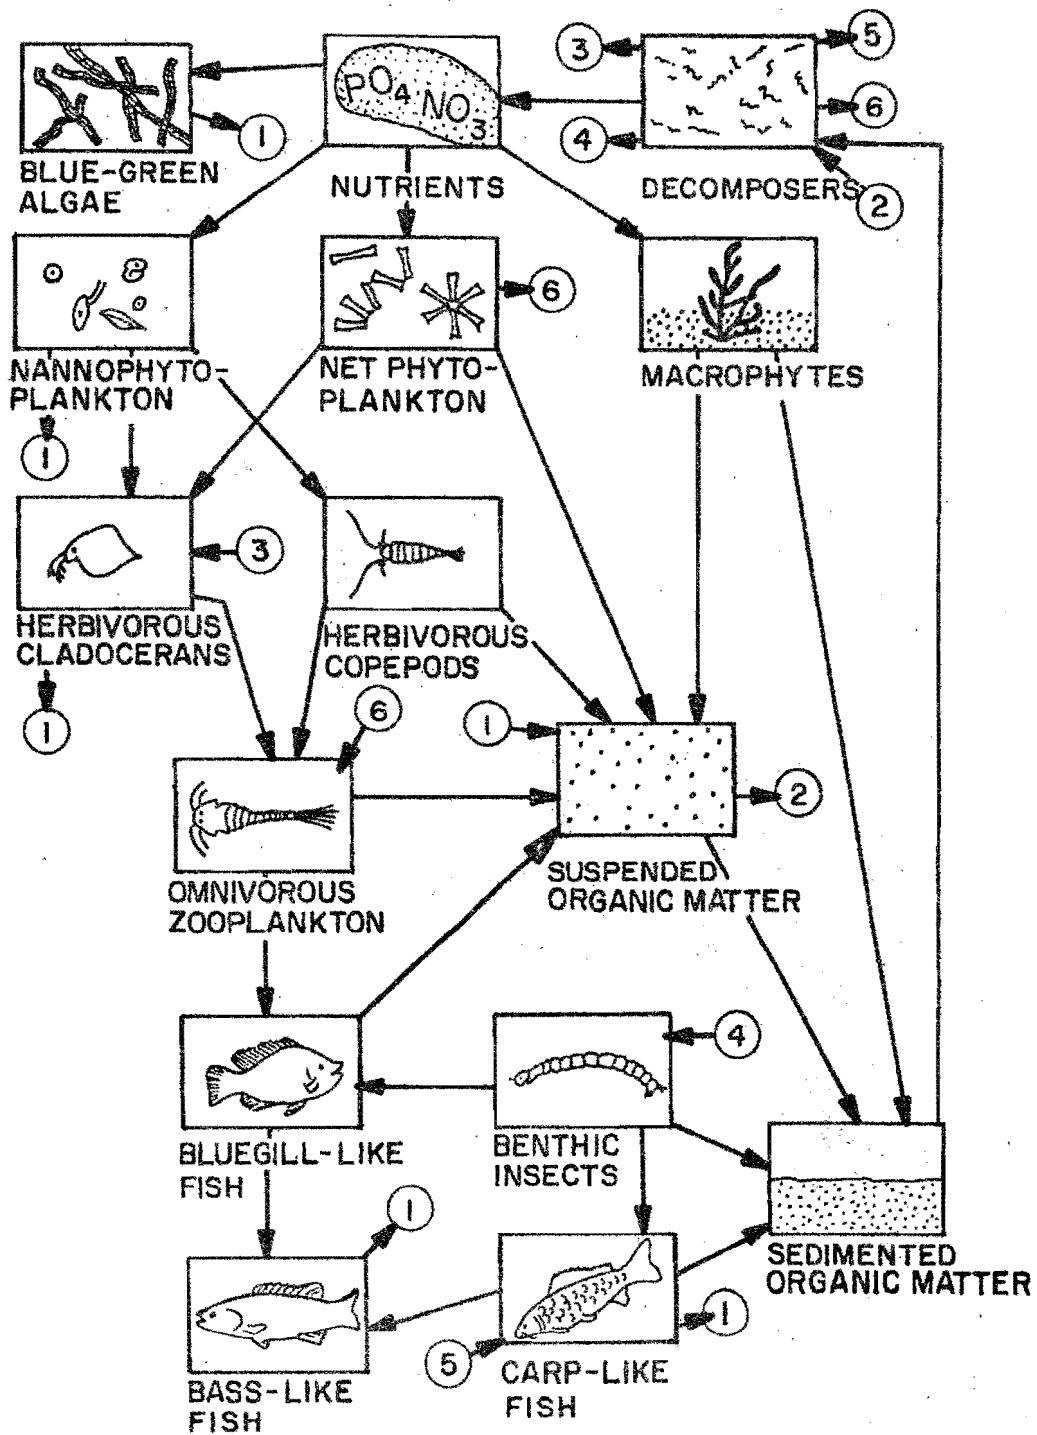 3
5
PO4 NO3
6
1
4
BLUE-GREEN
ALGAE
NUTRIENTS
DECOMPOSERS
2
6
NANNOPHYTO-
PLANKTON
NET PHYTO-
PLANKTON
MACROPHYTES
1
3
HERBIVOROUS
CLADOCERANS
HERBIVOROUS
COPEPODS
1
6
1
2
OMNIVOROUS
ZOOPLANKTON
SUSPENDED
ORGANIC MATTER
4
BLUEGILL-LIKE
FISH
BENTHIC
INSECTS
1
SEDIMENTED
ORGANIC MATTER
1
5
BASS-LIKE
FISH
CARP-LIKE
FISH